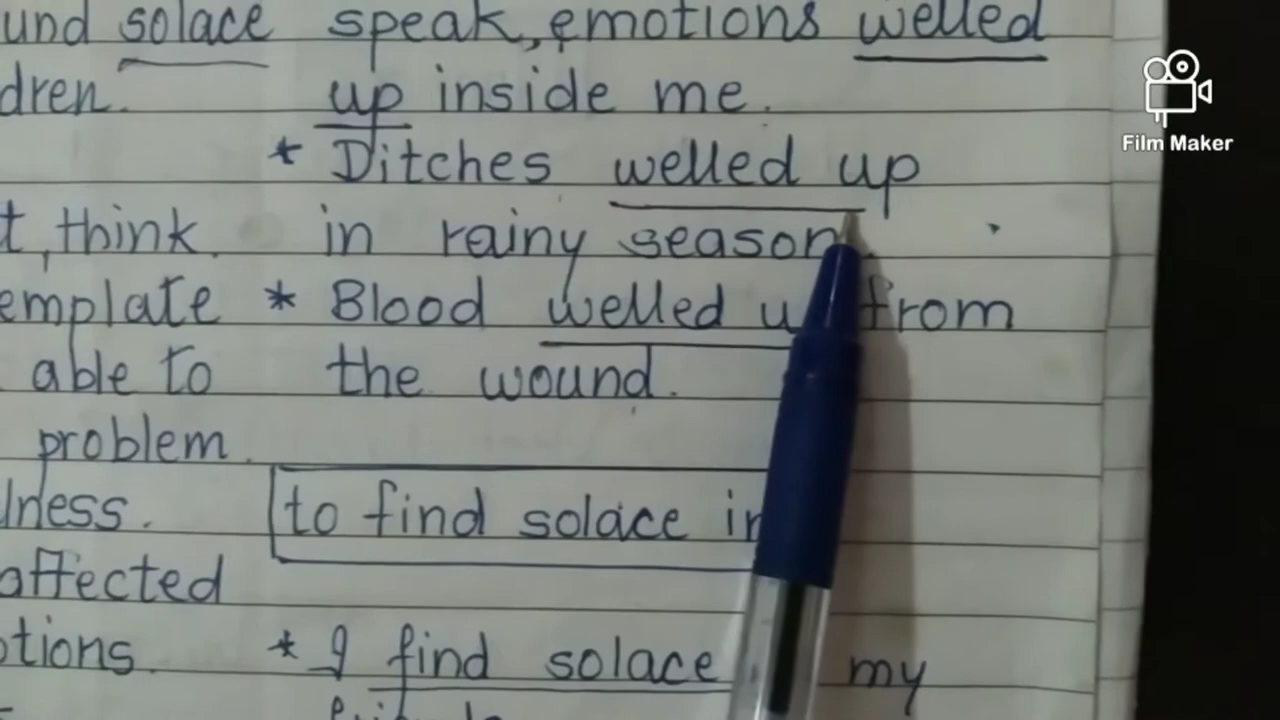 und solace speak, emotions welled
dren. up inside me.
* Ditches welled up
t, think. in rainy season.
emplate * Blood welled u from
able to the wound.
problem.
lness. to find solace in
affected
otions. * I find solace my
Film Maker